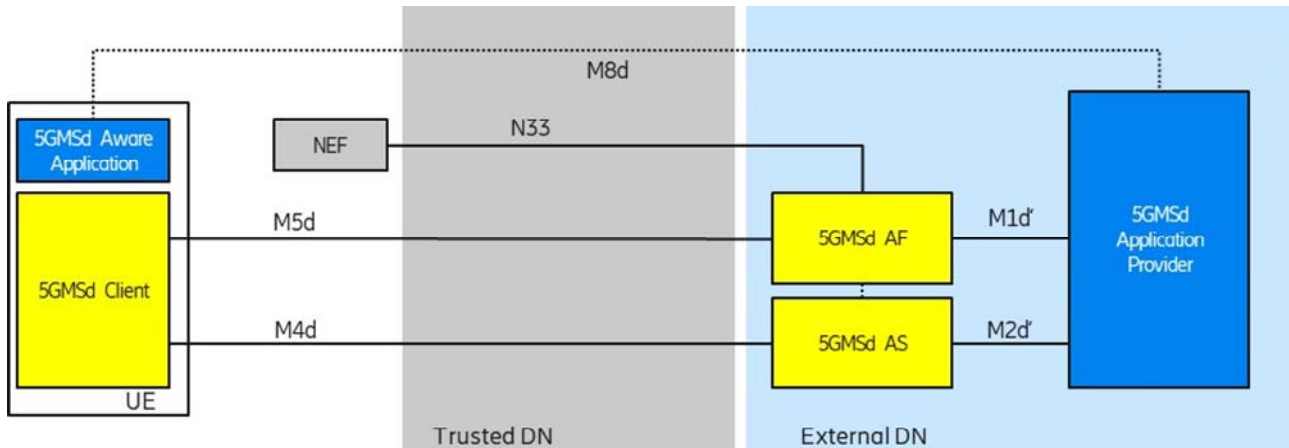 M8d
5GMSd Aware
Application
NEF
N33
M5d
5GMSd AF
M1d'
5GMSd
Application
Provider
5GMSd Client
M4d
5GMSd AS
M2d'
UE
Trusted DN
External DN